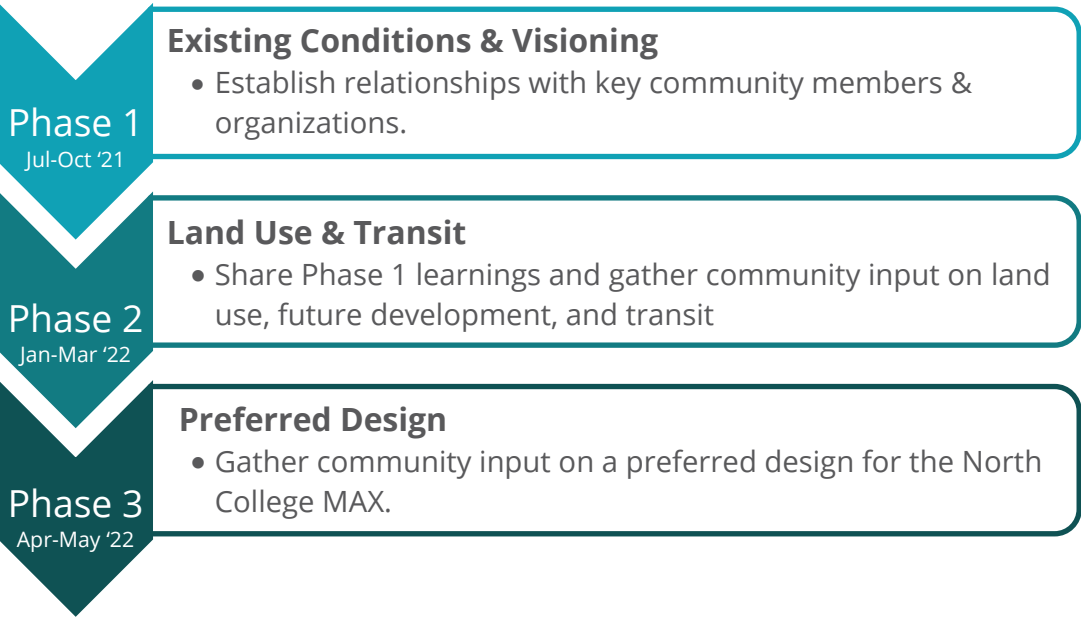 Phase 1
Jul-Oct ‘21
Existing Conditions & Visioning
• Establish relationships with key community members &
organizations.
Phase 2
Jan-Mar ‘22
Land Use & Transit
• Share Phase 1 learnings and gather community input on land
use, future development, and transit
Phase 3
Apr-May ‘22
Preferred Design
• Gather community input on a preferred design for the North
College MAX.